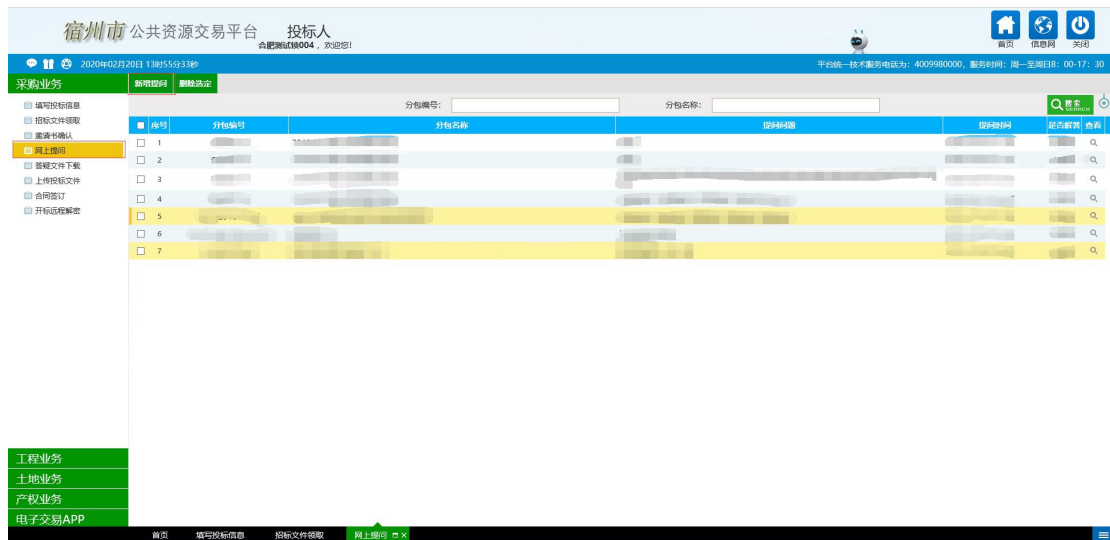 宿州市公共资源交易平台 投标人
合肥测试锁004，欢迎您!
首页 信息网 关闭
2020年02月20日 13时55分33秒
平台统一技术服务电话为：4009980000，服务时间：周一至周日8：00-17：30
采购业务
新增提问 删除选定
填写投标信息
招标文件领取
邀请书确认
网上提问
答疑文件下载
上传投标文件
合同签订
开标远程解密
分包编号： 分包名称： 搜索 SEARCH
序号 分包编号 分包名称 提问问题 提问时间 是否解答 查看
1
2
3
4
5
6
7
工程业务
土地业务
产权业务
电子交易APP
首页 填写投标信息 招标文件领取 网上提问